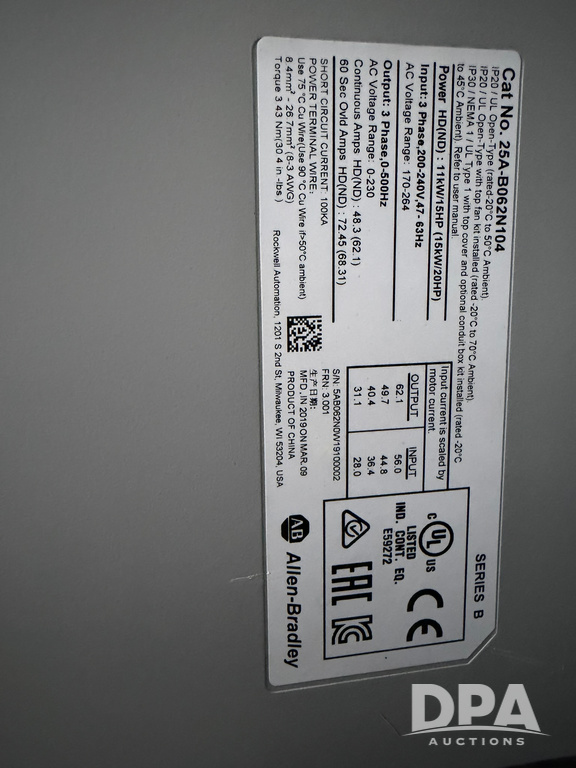 Cat No. 25A-B062N104
SERIES B
IP20 / UL Open-Type (rated-20°C to 50°C Ambient)
IP20 / UL Open-Type with top fan kit installed (rated -20°C to 70°C Ambient)
IP30 / NEMA 1 / UL Type 1 with top cover and optional conduit box kit installed (rated -20°C
to 45°C Ambient). Refer to user manual.
Power HD(ND) : 11kW/15HP (15kW/20HP)
Input: 3 Phase,200-240V,47-63Hz
AC Voltage Range: 170-264
Output: 3 Phase,0-500Hz
AC Voltage Range: 0-230
Continuous Amps HD(ND) : 48.3 (62.1)
60 Sec Ovld Amps HD(ND) : 72.45 (68.31)
SHORT CIRCUIT CURRENT: 100KA
POWER TERMINAL WIRE:
Use 75 °C Cu Wire(Use 90 °C Cu Wire if>50°C ambient)
8.4mm² - 26.7mm² (8-3 AWG)
Torque 3.43 Nm(30.4 in -lbs )
Rockwell Automation, 1201 S 2nd St, Milwaukee, WI 53204, USA
Input current is scaled by
motor current.
OUTPUT INPUT
62.1 56.0
49.7 44.8
40.4 36.4
31.1 28.0
S/N: 5AB062N0W19100002
FRN: 3.001
生产日期:
MFD ,IN 2019 ON MAR. 09
PRODUCT OF CHINA
C UL US
LISTED
IND. CONT. EQ.
E59272
CE
EAC
AB Allen-Bradley
DPA
AUCTIONS